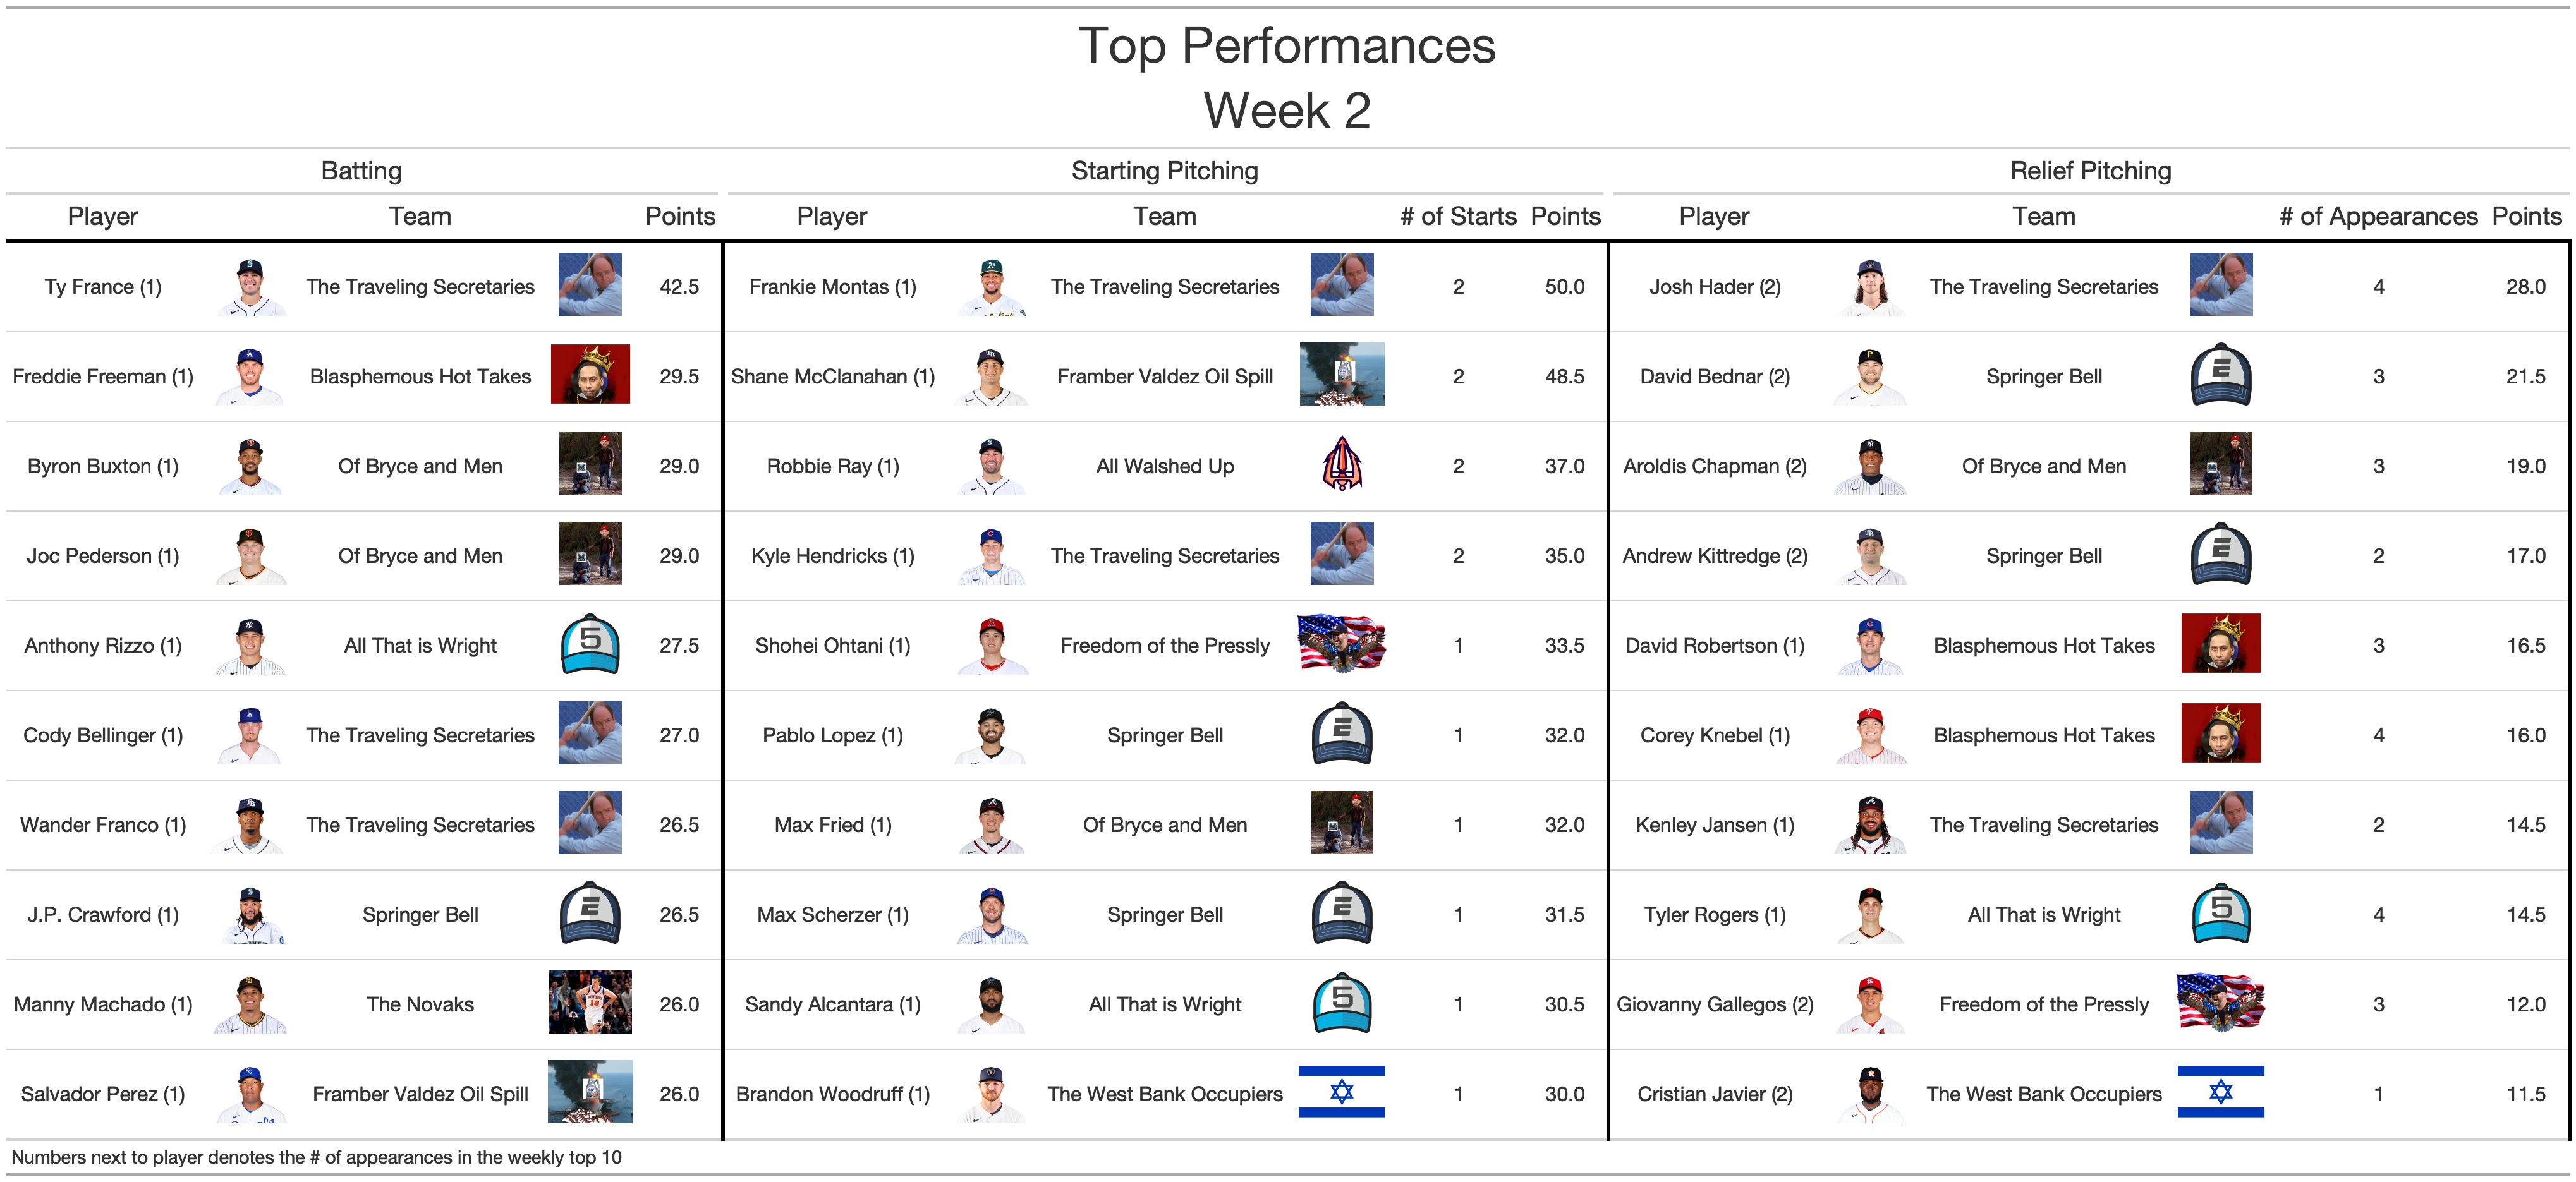 Top Performances
Week 2
Batting Starting Pitching Relief Pitching
Player Team Points Player Team # of Starts Points Player Team # of Appearances Points
Ty France (1) The Traveling Secretaries 42.5 Frankie Montas (1) The Traveling Secretaries 2 50.0 Josh Hader (2) The Traveling Secretaries 4 28.0
Freddie Freeman (1) Blasphemous Hot Takes 29.5 Shane McClanahan (1) Framber Valdez Oil Spill 2 48.5 David Bednar (2) Springer Bell 3 21.5
Byron Buxton (1) Of Bryce and Men 29.0 Robbie Ray (1) All Walshed Up 2 37.0 Aroldis Chapman (2) Of Bryce and Men 3 19.0
Joc Pederson (1) Of Bryce and Men 29.0 Kyle Hendricks (1) The Traveling Secretaries 2 35.0 Andrew Kittredge (2) Springer Bell 2 17.0
Anthony Rizzo (1) All That is Wright 27.5 Shohei Ohtani (1) Freedom of the Pressly 1 33.5 David Robertson (1) Blasphemous Hot Takes 3 16.5
Cody Bellinger (1) The Traveling Secretaries 27.0 Pablo Lopez (1) Springer Bell 1 32.0 Corey Knebel (1) Blasphemous Hot Takes 4 16.0
Wander Franco (1) The Traveling Secretaries 26.5 Max Fried (1) Of Bryce and Men 1 32.0 Kenley Jansen (1) The Traveling Secretaries 2 14.5
J.P. Crawford (1) Springer Bell 26.5 Max Scherzer (1) Springer Bell 1 31.5 Tyler Rogers (1) All That is Wright 4 14.5
Manny Machado (1) The Novaks 26.0 Sandy Alcantara (1) All That is Wright 1 30.5 Giovanny Gallegos (2) Freedom of the Pressly 3 12.0
Salvador Perez (1) Framber Valdez Oil Spill 26.0 Brandon Woodruff (1) The West Bank Occupiers 1 30.0 Cristian Javier (2) The West Bank Occupiers 1 11.5
Numbers next to player denotes the # of appearances in the weekly top 10